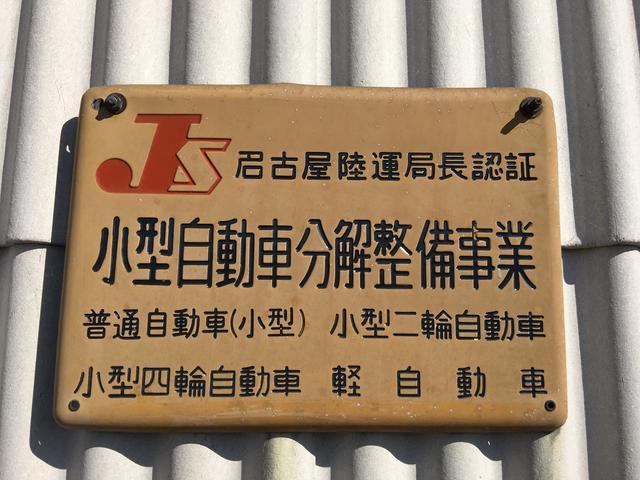 JS 名古屋陸運局長認証
小型自動車分解整備事業
普通自動車(小型) 小型二輪自動車
小型四輪自動車 軽自動車